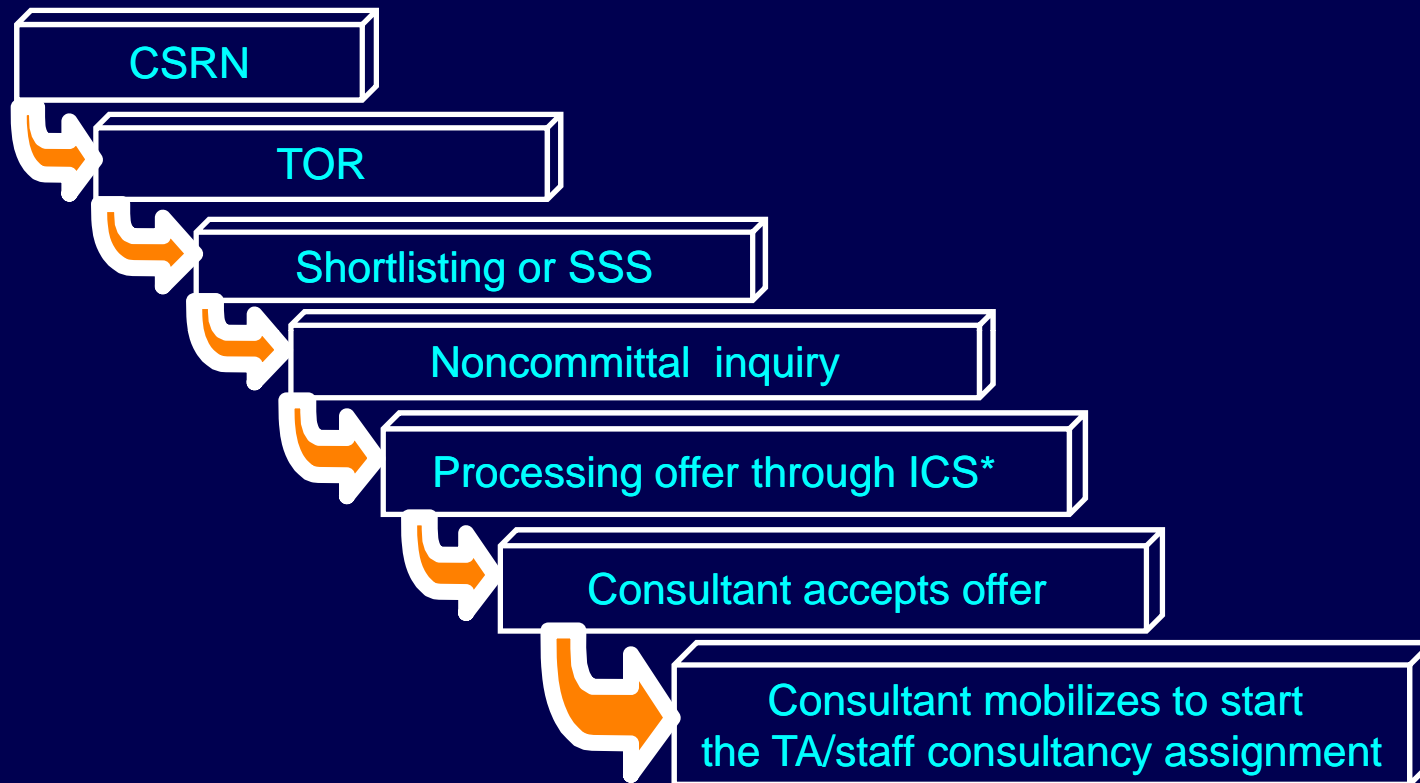 CSRN
TOR
Shortlisting or SSS
Noncommittal inquiry
Processing offer through ICS*
Consultant accepts offer
Consultant mobilizes to start
the TA/staff consultancy assignment